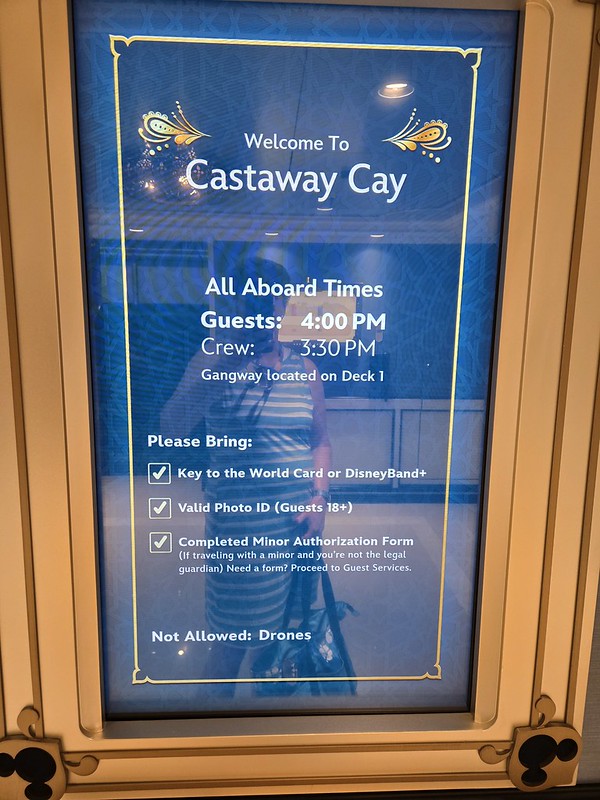 Welcome To
Castaway Cay
All Aboard Times
Guests: 4:00 PM
Crew: 3:30 PM
Gangway located on Deck 1
Please Bring:
Key to the World Card or DisneyBand+
Valid Photo ID (Guests 18+)
Completed Minor Authorization Form
(If traveling with a minor and you're not the legal
guardian) Need a form? Proceed to Guest Services.
Not Allowed: Drones